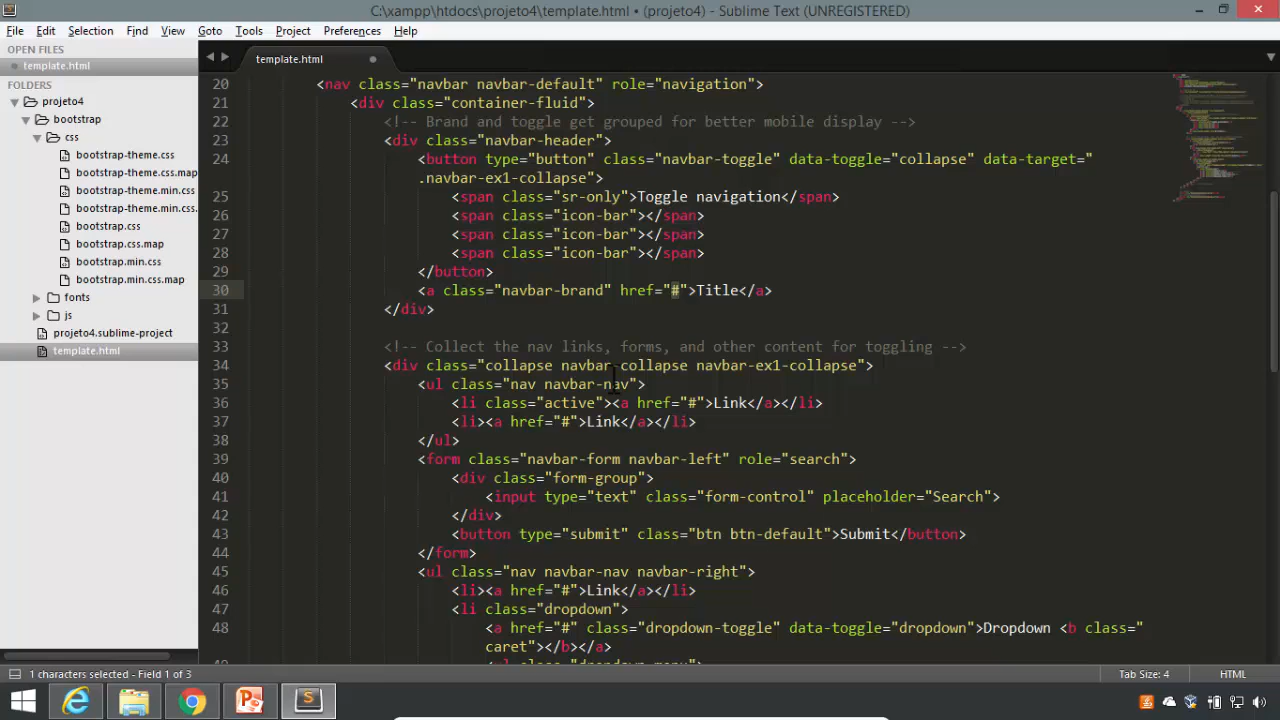 C:\xampp\htdocs\projeto4\template.html • (projeto4) - Sublime Text (UNREGISTERED)
File Edit Selection Find View Goto Tools Project Preferences Help
OPEN FILES
template.html
FOLDERS
projeto4
bootstrap
css
bootstrap-theme.css
bootstrap-theme.css.map
bootstrap-theme.min.css
bootstrap-theme.min.css.
bootstrap.css
bootstrap.css.map
bootstrap.min.css
bootstrap.min.css.map
fonts
js
projeto4.sublime-project
template.html
template.html
20 <nav class="navbar navbar-default" role="navigation">
21 <div class="container-fluid">
22 <!-- Brand and toggle get grouped for better mobile display -->
23 <div class="navbar-header">
24 <button type="button" class="navbar-toggle" data-toggle="collapse" data-target="
.navbar-ex1-collapse">
25 <span class="sr-only">Toggle navigation</span>
26 <span class="icon-bar"></span>
27 <span class="icon-bar"></span>
28 <span class="icon-bar"></span>
29 </button>
30 <a class="navbar-brand" href="#">Title</a>
31 </div>
32
33 <!-- Collect the nav links, forms, and other content for toggling -->
34 <div class="collapse navbar-collapse navbar-ex1-collapse">
35 <ul class="nav navbar-nav">
36 <li class="active"><a href="#">Link</a></li>
37 <li><a href="#">Link</a></li>
38 </ul>
39 <form class="navbar-form navbar-left" role="search">
40 <div class="form-group">
41 <input type="text" class="form-control" placeholder="Search">
42 </div>
43 <button type="submit" class="btn btn-default">Submit</button>
44 </form>
45 <ul class="nav navbar-nav navbar-right">
46 <li><a href="#">Link</a></li>
47 <li class="dropdown">
48 <a href="#" class="dropdown-toggle" data-toggle="dropdown">Dropdown <b class="
caret"></b></a>
1 characters selected - Field 1 of 3
Tab Size: 4
HTML